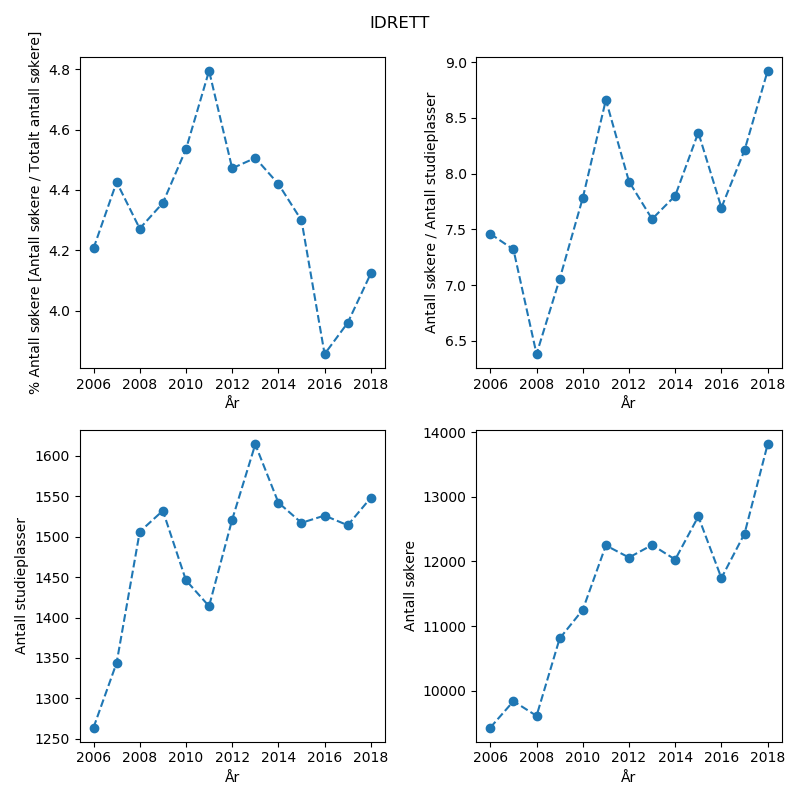 IDRETT
% Antall søkere [Antall søkere / Totalt antall søkere]
4.8
4.6
4.4
4.2
4.0
2006 2008 2010 2012 2014 2016 2018
År
Antall søkere / Antall studieplasser
9.0
8.5
8.0
7.5
7.0
6.5
2006 2008 2010 2012 2014 2016 2018
År
Antall studieplasser
1600
1550
1500
1450
1400
1350
1300
1250
2006 2008 2010 2012 2014 2016 2018
År
Antall søkere
14000
13000
12000
11000
10000
2006 2008 2010 2012 2014 2016 2018
År